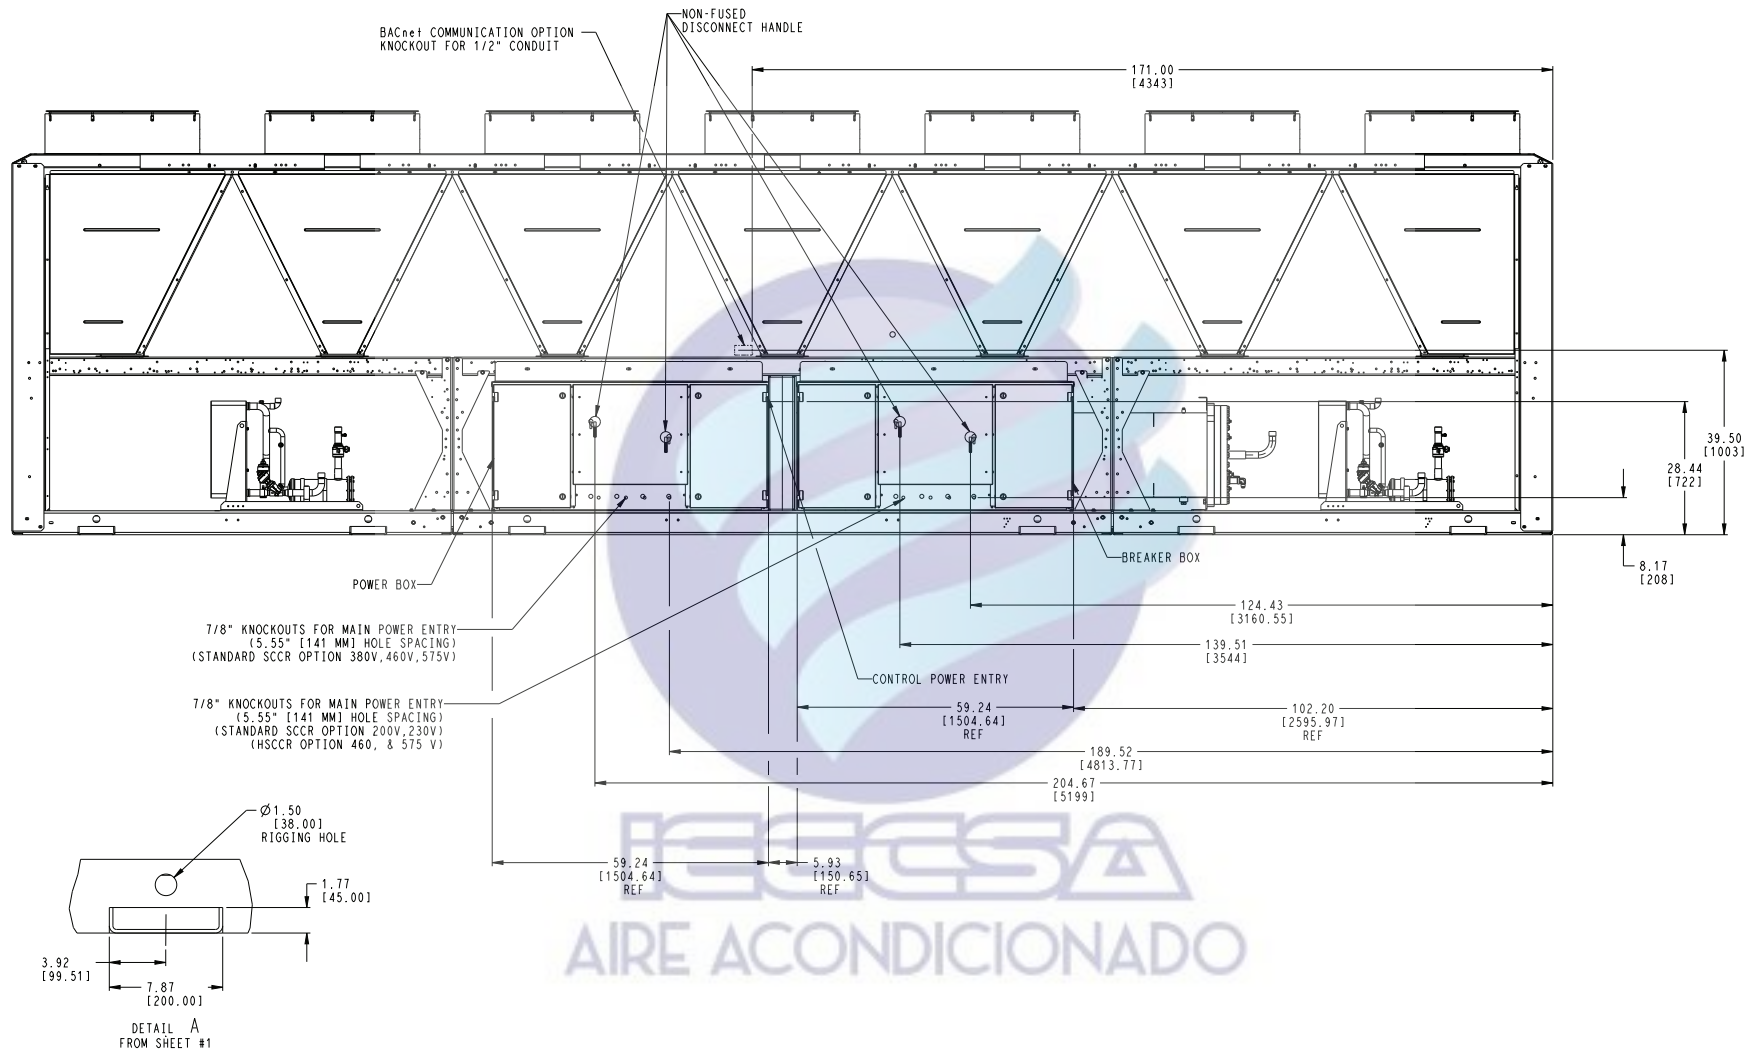 BACnet COMMUNICATION OPTION
KNOCKOUT FOR 1/2" CONDUIT
NON-FUSED
DISCONNECT HANDLE
171.00
[4343]
39.50
[1003]
28.44
[722]
8.17
[208]
BREAKER BOX
POWER BOX
124.43
[3160.55]
7/8" KNOCKOUTS FOR MAIN POWER ENTRY
(5.55" [141 MM] HOLE SPACING)
(STANDARD SCCR OPTION 380V,460V,575V)
139.51
[3544]
CONTROL POWER ENTRY
7/8" KNOCKOUTS FOR MAIN POWER ENTRY
(5.55" [141 MM] HOLE SPACING)
(STANDARD SCCR OPTION 200V,230V)
(HSCCR OPTION 460, & 575 V)
59.24
[1504.64]
REF
102.20
[2595.97]
REF
189.52
[4813.77]
204.67
[5199]
Ø1.50
[38.00]
RIGGING HOLE
59.24
[1504.64]
REF
5.93
[150.65]
REF
1.77
[45.00]
3.92
[99.51]
7.87
[200.00]
DETAIL A
FROM SHEET #1
IECCSA
AIRE ACONDICIONADO